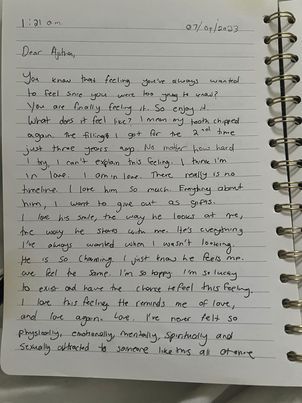 1:21 am 07/07/2023
Dear
You know that feeling you've always wanted
to feel since you were too young to know?
You are finally feeling it. So enjoy it.
What does it feel like? I mean my tooth chipped
again. The fillings I got for the 2nd time
just three years ago. No matter how hard
I try, I can't explain this feeling. I think I'm
in love. I am in love. There really is no
timeline. I love him so much. Everything about
him, I want to give out as gifts.
I love his smile, the way he looks at me,
the way he starts with me. He's everything
I've always wanted when I wasn't looking.
He is so charming. I just know he feels me.
we feel the same. I'm so happy. I'm so lucky
to exist and have the chance to feel this feeling.
I love this feeling. He reminds me of love,
and love again. Love. I've never felt so
physically, emotionally, mentally, spiritually and
sexually attracted to someone like this all at once